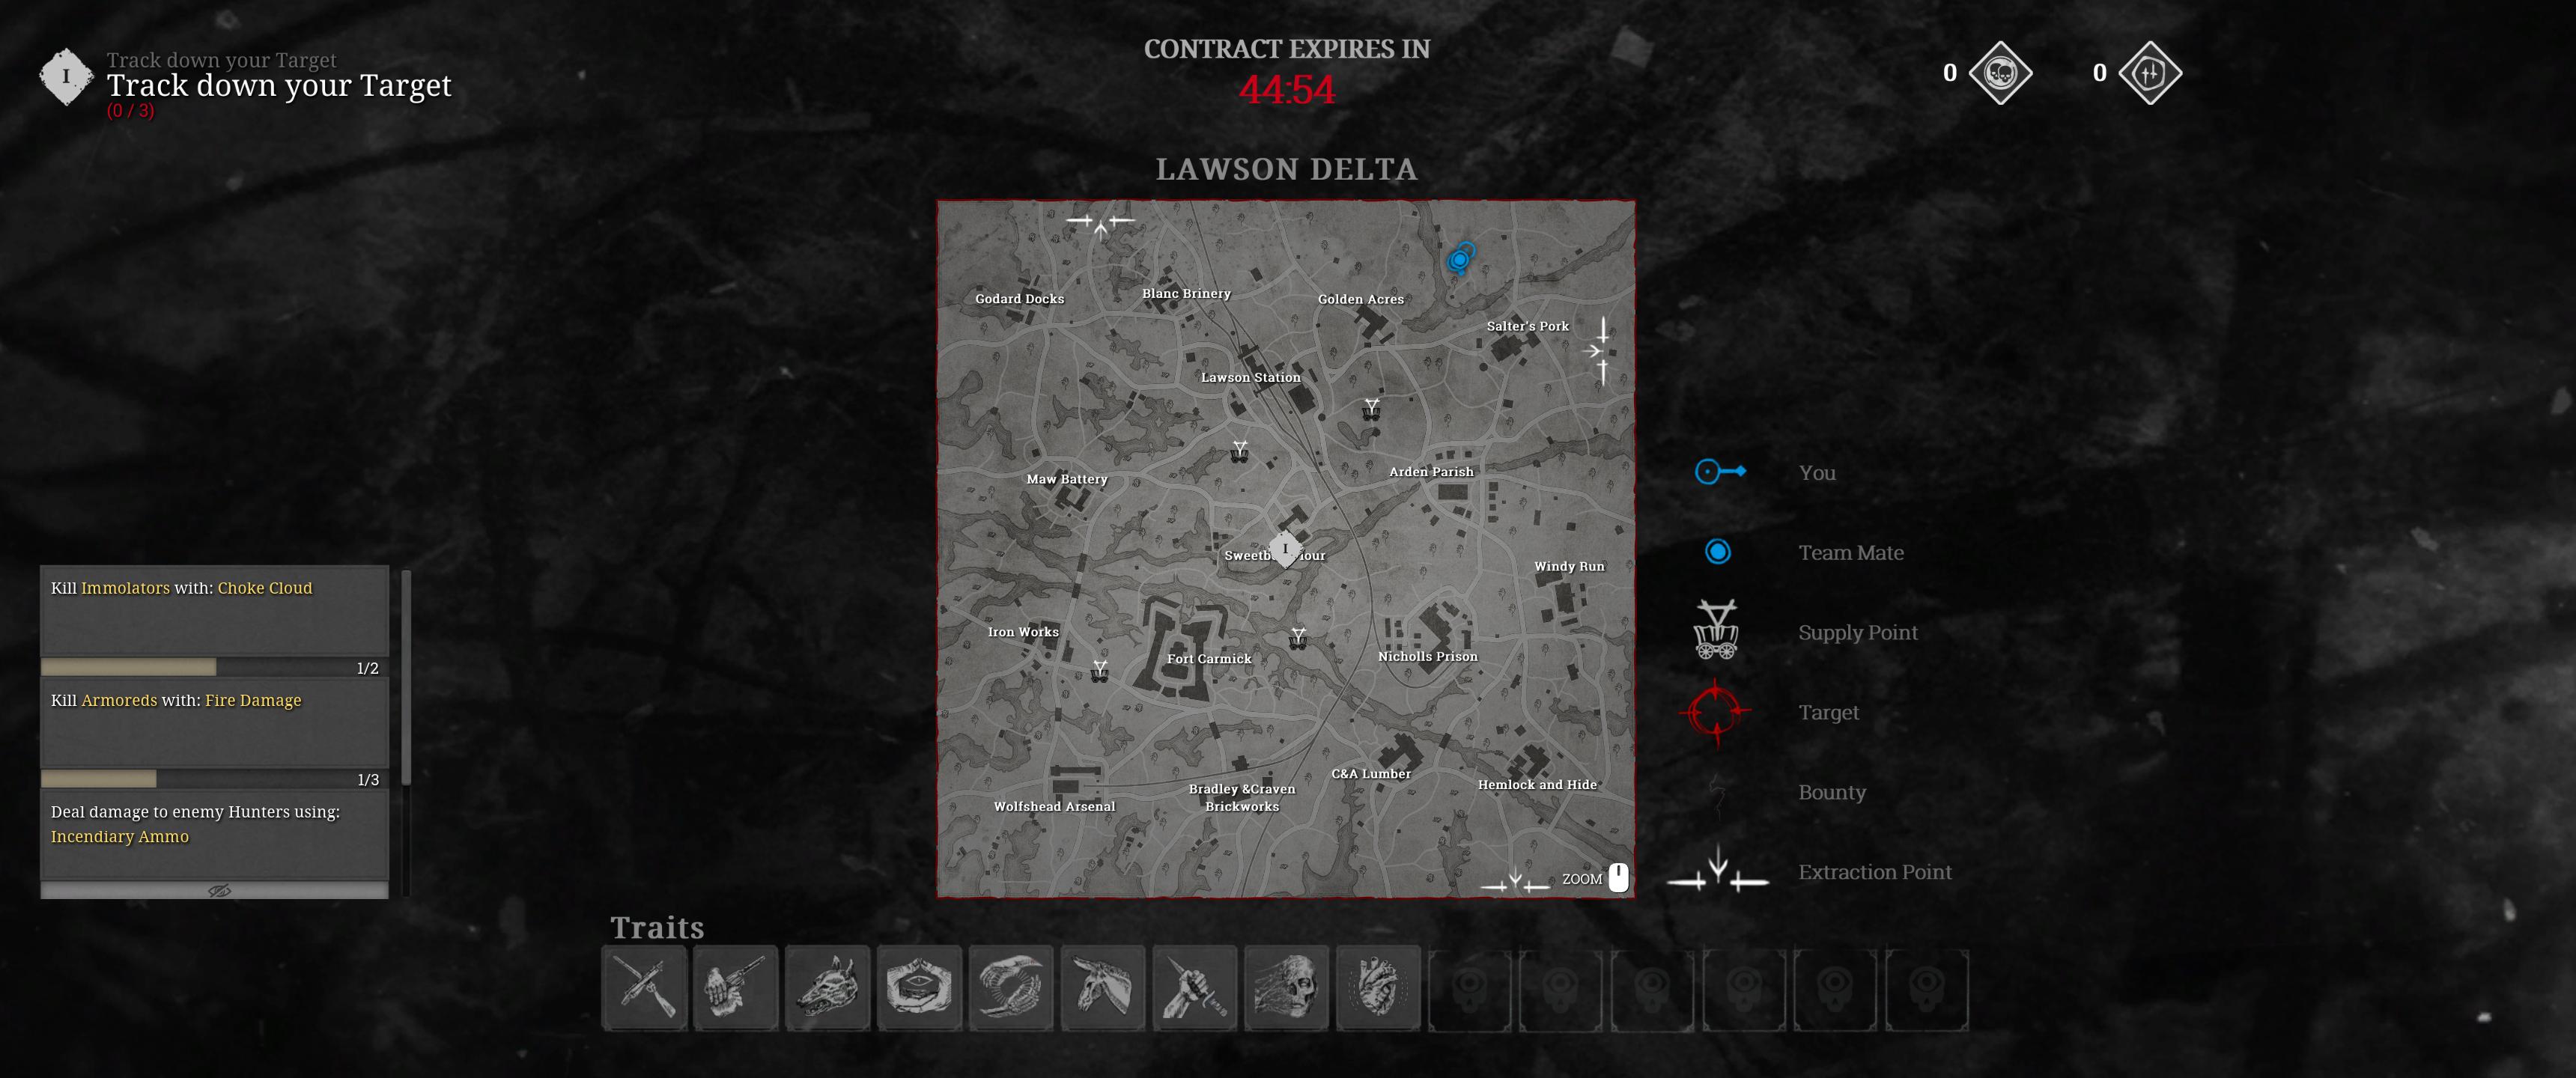 I
Track down your Target
Track down your Target
(0 / 3)
CONTRACT EXPIRES IN
44:54
0
0
LAWSON DELTA
Godard Docks
Blanc Brinery
Golden Acres
Salter's Pork
Lawson Station
Maw Battery
Arden Parish
I
Windy Run
Iron Works
Fort Carmick
Nicholls Prison
C&A Lumber
Hemlock and Hide
Bradley &Craven
Brickworks
Wolfshead Arsenal
ZOOM
You
Team Mate
Supply Point
Target
Bounty
Extraction Point
Kill Immolators with: Choke Cloud
1/2
Kill Armoreds with: Fire Damage
1/3
Deal damage to enemy Hunters using:
Incendiary Ammo
Traits